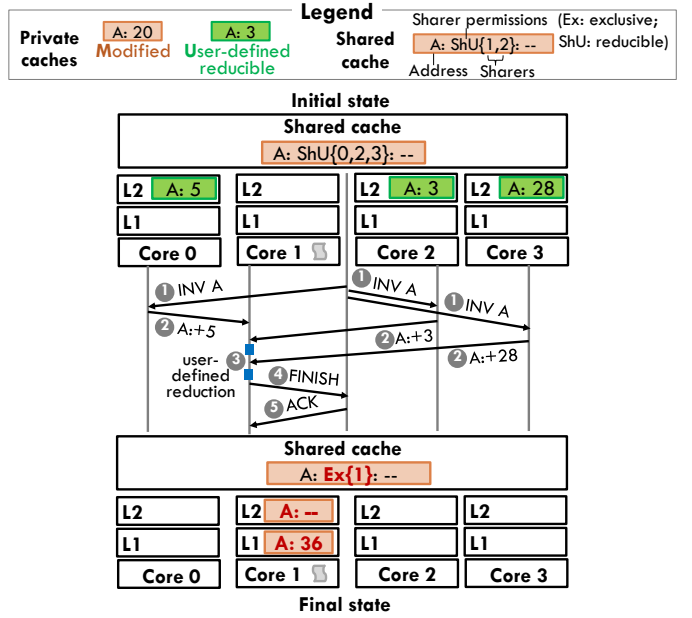 Legend
Private caches
A: 20
Modified
A: 3
User-defined reducible
Shared cache
Sharer permissions (Ex: exclusive; ShU: reducible)
A: ShU{1,2}: --
Address
Sharers
Initial state
Shared cache
A: ShU{0,2,3}: --
L2 A: 5
L2
L2 A: 3
L2 A: 28
L1
L1
L1
L1
Core 0
Core 1
Core 2
Core 3
1 INV A
1 INV A
1 INV A
2 A:+5
2 A:+3
2 A:+28
3
user-defined reduction
4 FINISH
5 ACK
Shared cache
A: Ex{1}: --
L2
L2 A: --
L2
L2
L1
L1 A: 36
L1
L1
Core 0
Core 1
Core 2
Core 3
Final state